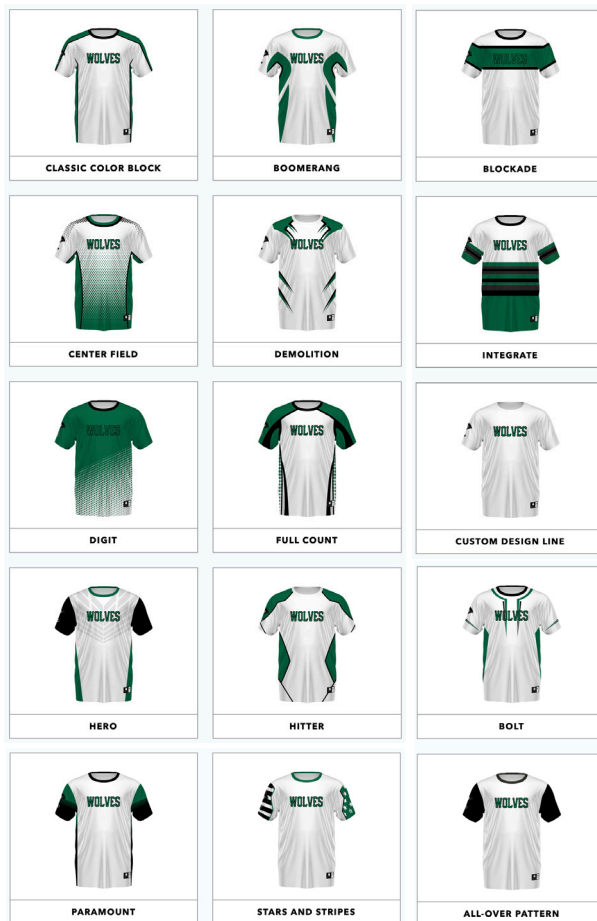 WOLVES
WOLVES
WOLVES
CLASSIC COLOR BLOCK
BOOMERANG
BLOCKADE
WOLVES
WOLVES
WOLVES
CENTER FIELD
DEMOLITION
INTEGRATE
WOLVES
WOLVES
WOLVES
DIGIT
FULL COUNT
CUSTOM DESIGN LINE
WOLVES
WOLVES
WOLVES
HERO
HITTER
BOLT
WOLVES
WOLVES
WOLVES
PARAMOUNT
STARS AND STRIPES
ALL-OVER PATTERN